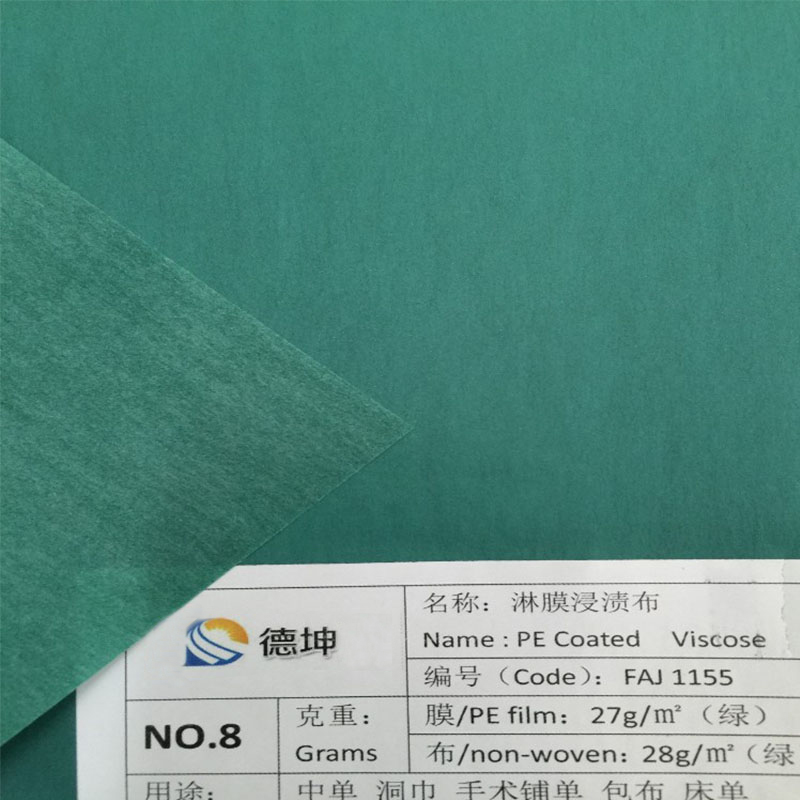 德坤
名称：淋膜浸渍布
Name : PE Coated Viscose
编号（Code）: FAJ 1155
NO.8
克重：
Grams
膜/PE film：27g/㎡（绿）
布/non-woven：28g/㎡（绿
用途：
中单 洞巾 手术铺单 包布 床单